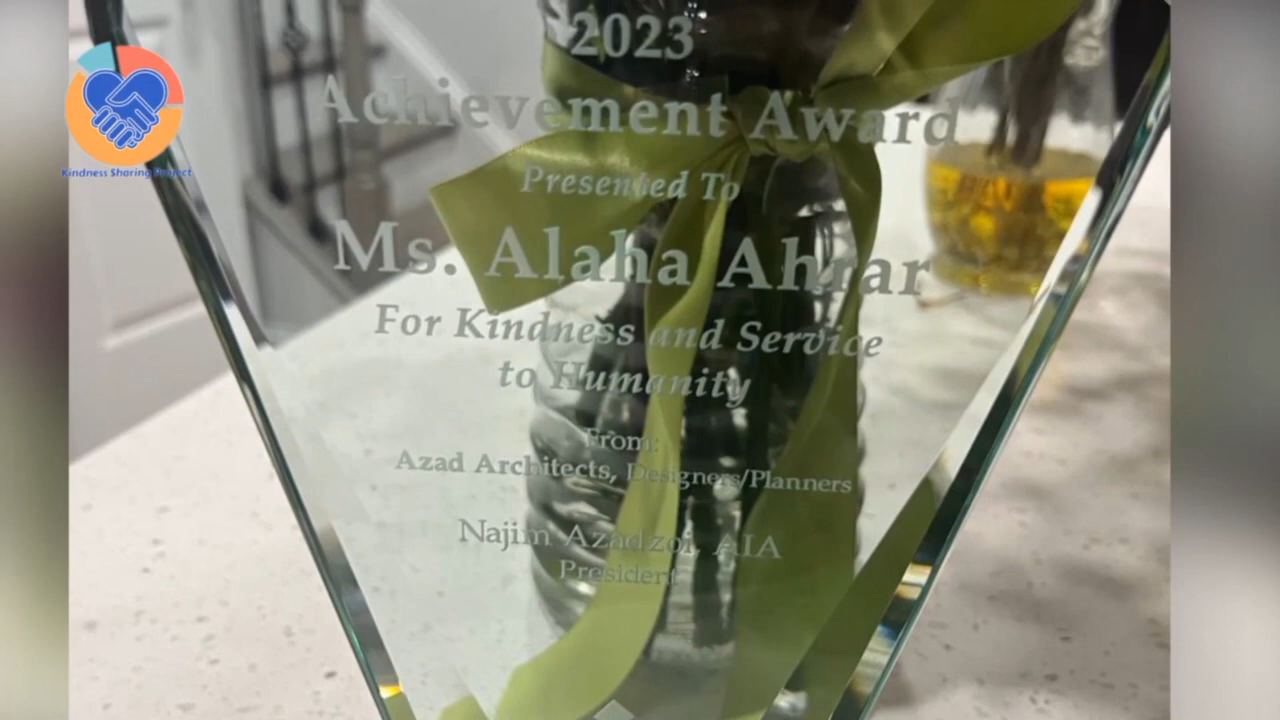 Kindness Sharing Project
2023
Achievement Award
Presented To
Ms. Alaha Ahrar
For Kindness and Service
to Humanity
From:
Azad Architects, Designers/Planners
Najim Azadzoi, AIA
President